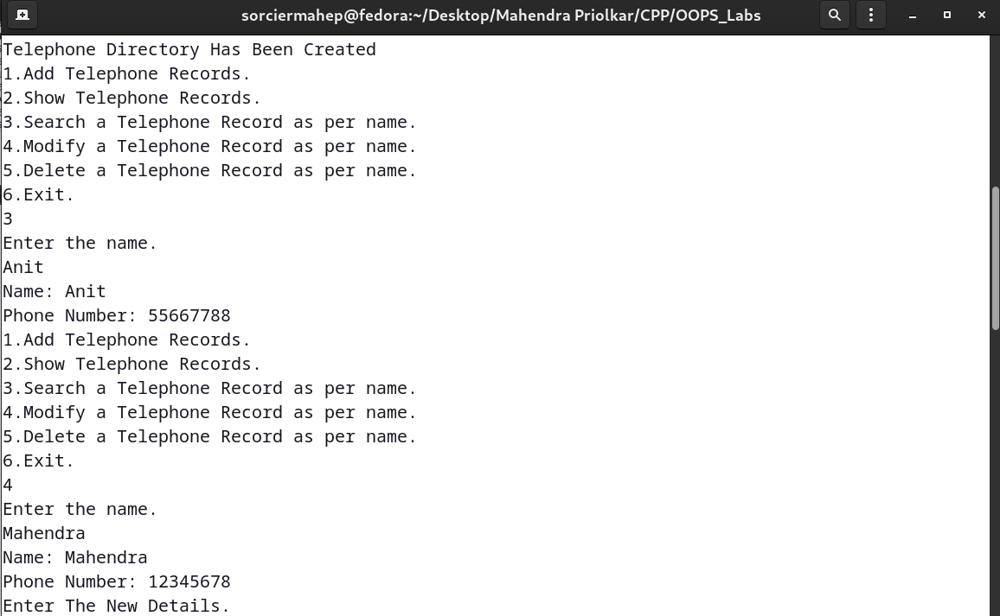 sorciermahep@fedora:~/Desktop/Mahendra Priolkar/CPP/OOPS_Labs
Telephone Directory Has Been Created
1.Add Telephone Records.
2.Show Telephone Records.
3.Search a Telephone Record as per name.
4.Modify a Telephone Record as per name.
5.Delete a Telephone Record as per name.
6.Exit.
3
Enter the name.
Anit
Name: Anit
Phone Number: 55667788
1.Add Telephone Records.
2.Show Telephone Records.
3.Search a Telephone Record as per name.
4.Modify a Telephone Record as per name.
5.Delete a Telephone Record as per name.
6.Exit.
4
Enter the name.
Mahendra
Name: Mahendra
Phone Number: 12345678
Enter The New Details.